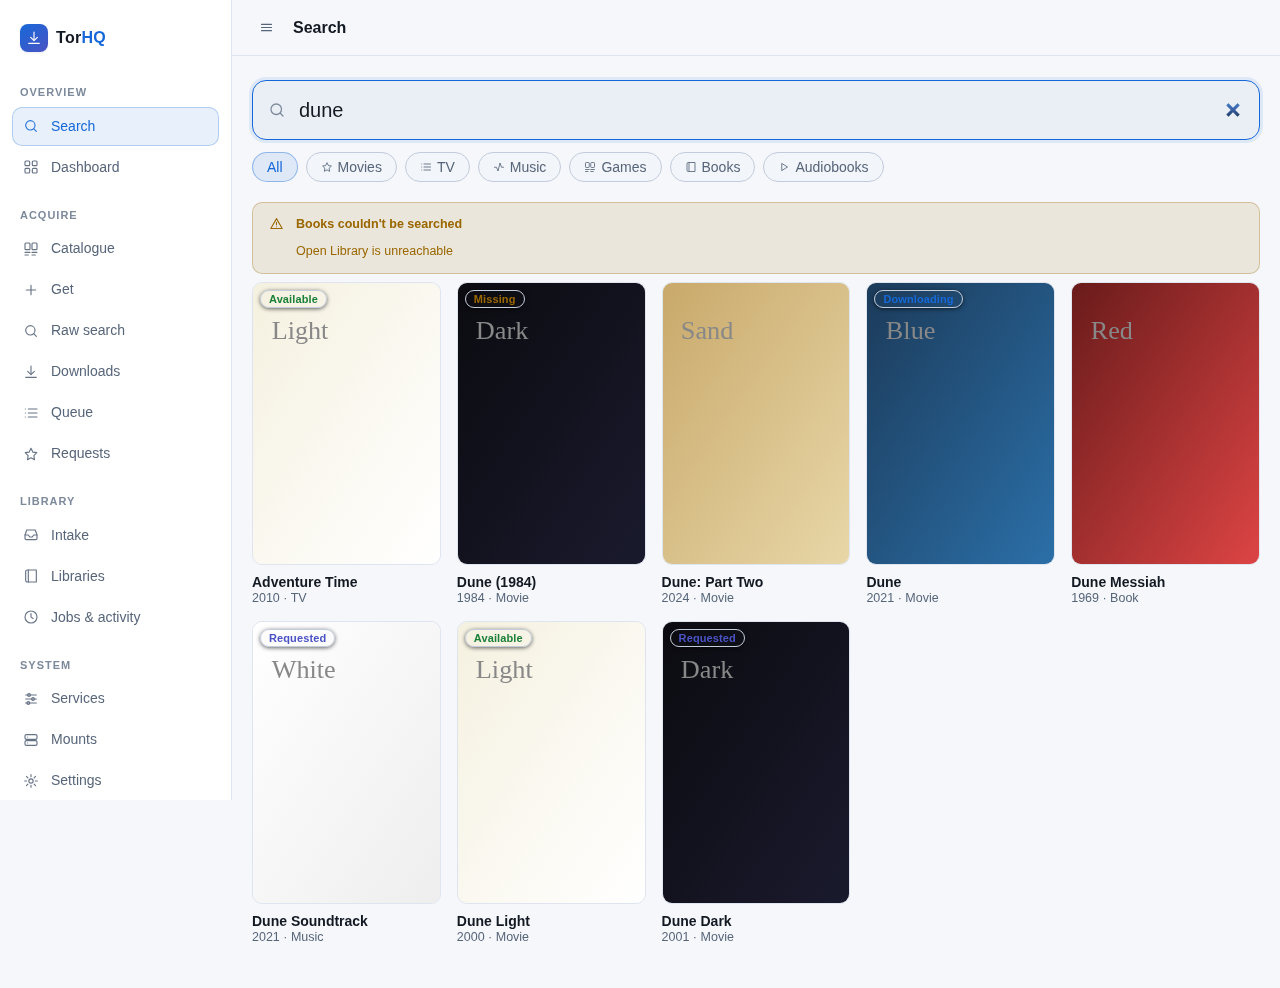 TorHQ
Search
dune
OVERVIEW
Search
Dashboard
ACQUIRE
Catalogue
Get
Raw search
Downloads
Queue
Requests
LIBRARY
Intake
Libraries
Jobs & activity
SYSTEM
Services
Mounts
Settings
All Movies TV Music Games Books Audiobooks
Books couldn't be searched
Open Library is unreachable
Available
Light
Adventure Time
2010 · TV
Missing
Dark
Dune (1984)
1984 · Movie
Sand
Dune: Part Two
2024 · Movie
Downloading
Blue
Dune
2021 · Movie
Red
Dune Messiah
1969 · Book
Requested
White
Dune Soundtrack
2021 · Music
Available
Light
Dune Light
2000 · Movie
Requested
Dark
Dune Dark
2001 · Movie